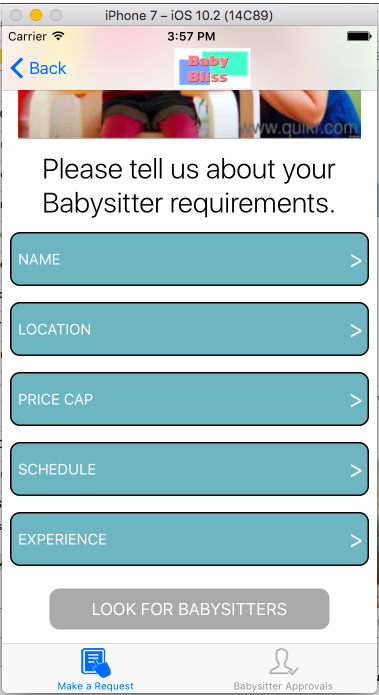 iPhone 7 – iOS 10.2 (14C89)
Carrier 3:57 PM
Back
Baby
Bliss
www.quikr.com
Please tell us about your
Babysitter requirements.
NAME >
LOCATION >
PRICE CAP >
SCHEDULE >
EXPERIENCE >
LOOK FOR BABYSITTERS
Make a Request
Babysitter Approvals